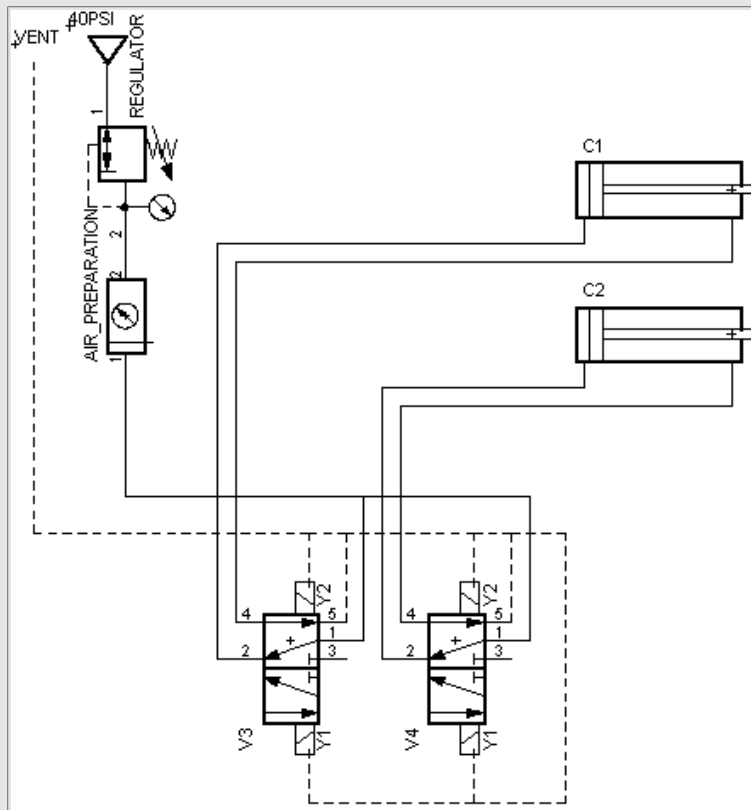 40PSI
VENT
REGULATOR
1
C1
2
AIR_PREPARATION
2
1
C2
Y2
Y2
4
5
4
5
1
1
2
3
2
3
V3
Y1
V4
Y1